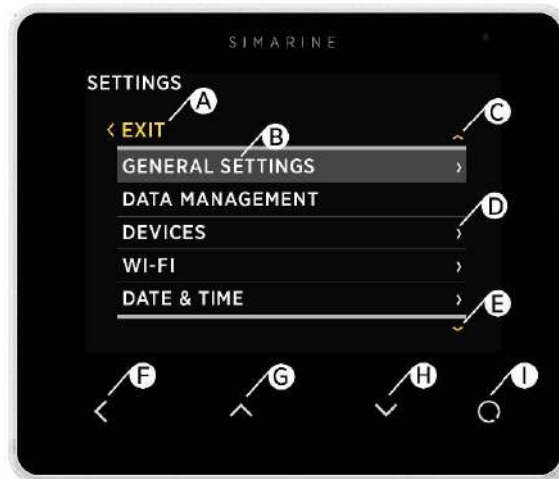 SIMARINE
SETTINGS
A
< EXIT
B
C
GENERAL SETTINGS
DATA MANAGEMENT
D
DEVICES
WI-FI
DATE & TIME
E
F
G
H
I